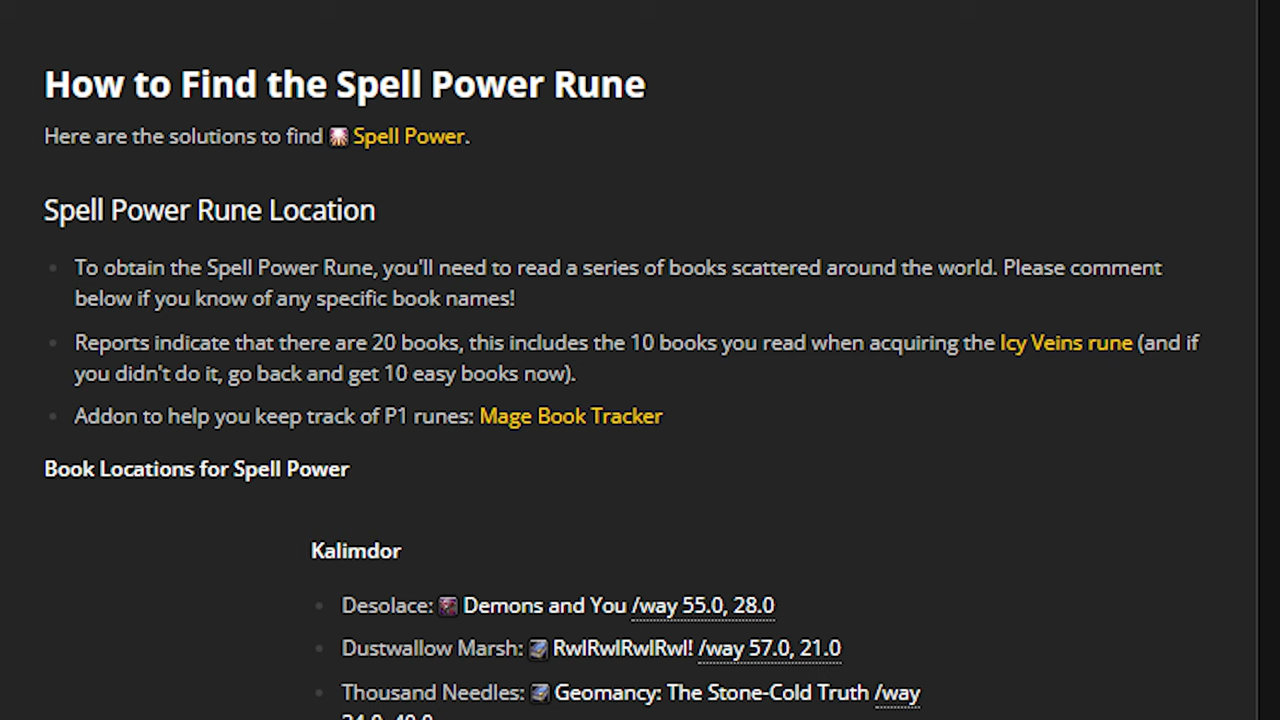 How to Find the Spell Power Rune
Here are the solutions to find Spell Power.
Spell Power Rune Location
To obtain the Spell Power Rune, you'll need to read a series of books scattered around the world. Please comment
below if you know of any specific book names!
Reports indicate that there are 20 books, this includes the 10 books you read when acquiring the Icy Veins rune (and if
you didn't do it, go back and get 10 easy books now).
Addon to help you keep track of P1 runes: Mage Book Tracker
Book Locations for Spell Power
Kalimdor
Desolace: Demons and You /way 55.0, 28.0
Dustwallow Marsh: RwlRwlRwlRwl! /way 57.0, 21.0
Thousand Needles: Geomancy: The Stone-Cold Truth /way